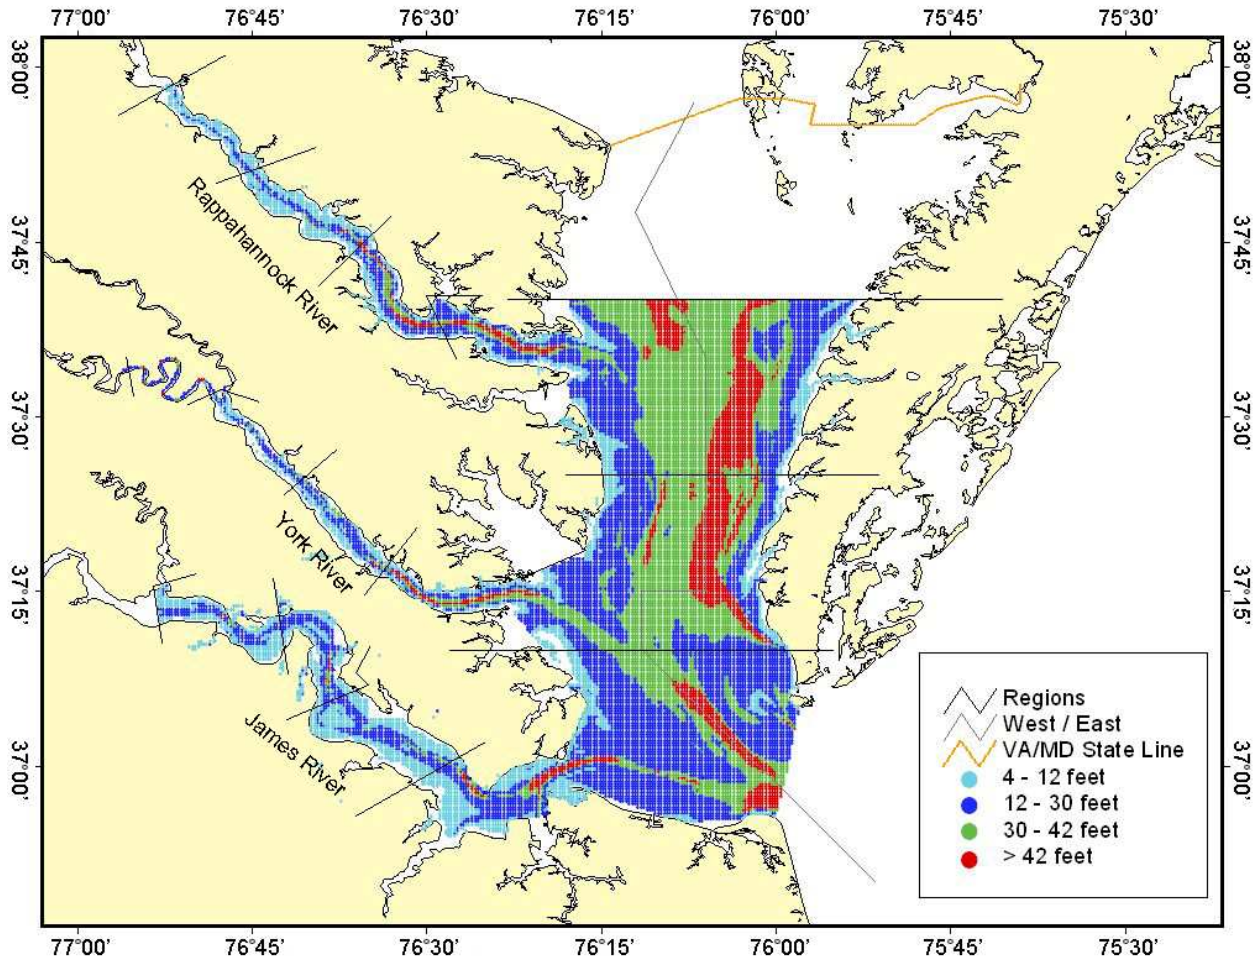 77°00' 76°45' 76°30' 76°15' 76°00' 75°45' 75°30'
38°00'
37°45'
37°30'
37°15'
37°00'
38°00'
37°45'
37°30'
37°15'
37°00'
Rappahannock River
York River
James River
Regions
West / East
VA/MD State Line
4 - 12 feet
12 - 30 feet
30 - 42 feet
> 42 feet
77°00' 76°45' 76°30' 76°15' 76°00' 75°45' 75°30'